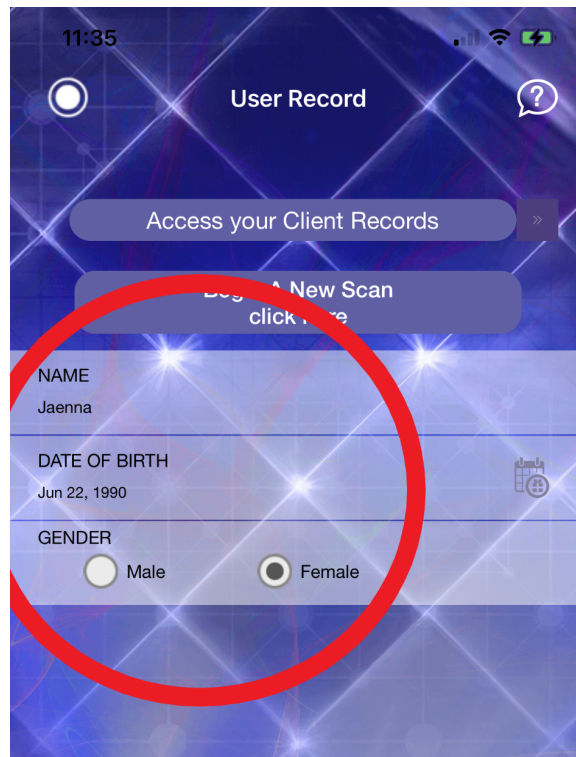 11:35
User Record
?
Access your Client Records »
A New Scan
click
NAME
Jaenna
DATE OF BIRTH
Jun 22, 1990
GENDER
Male Female